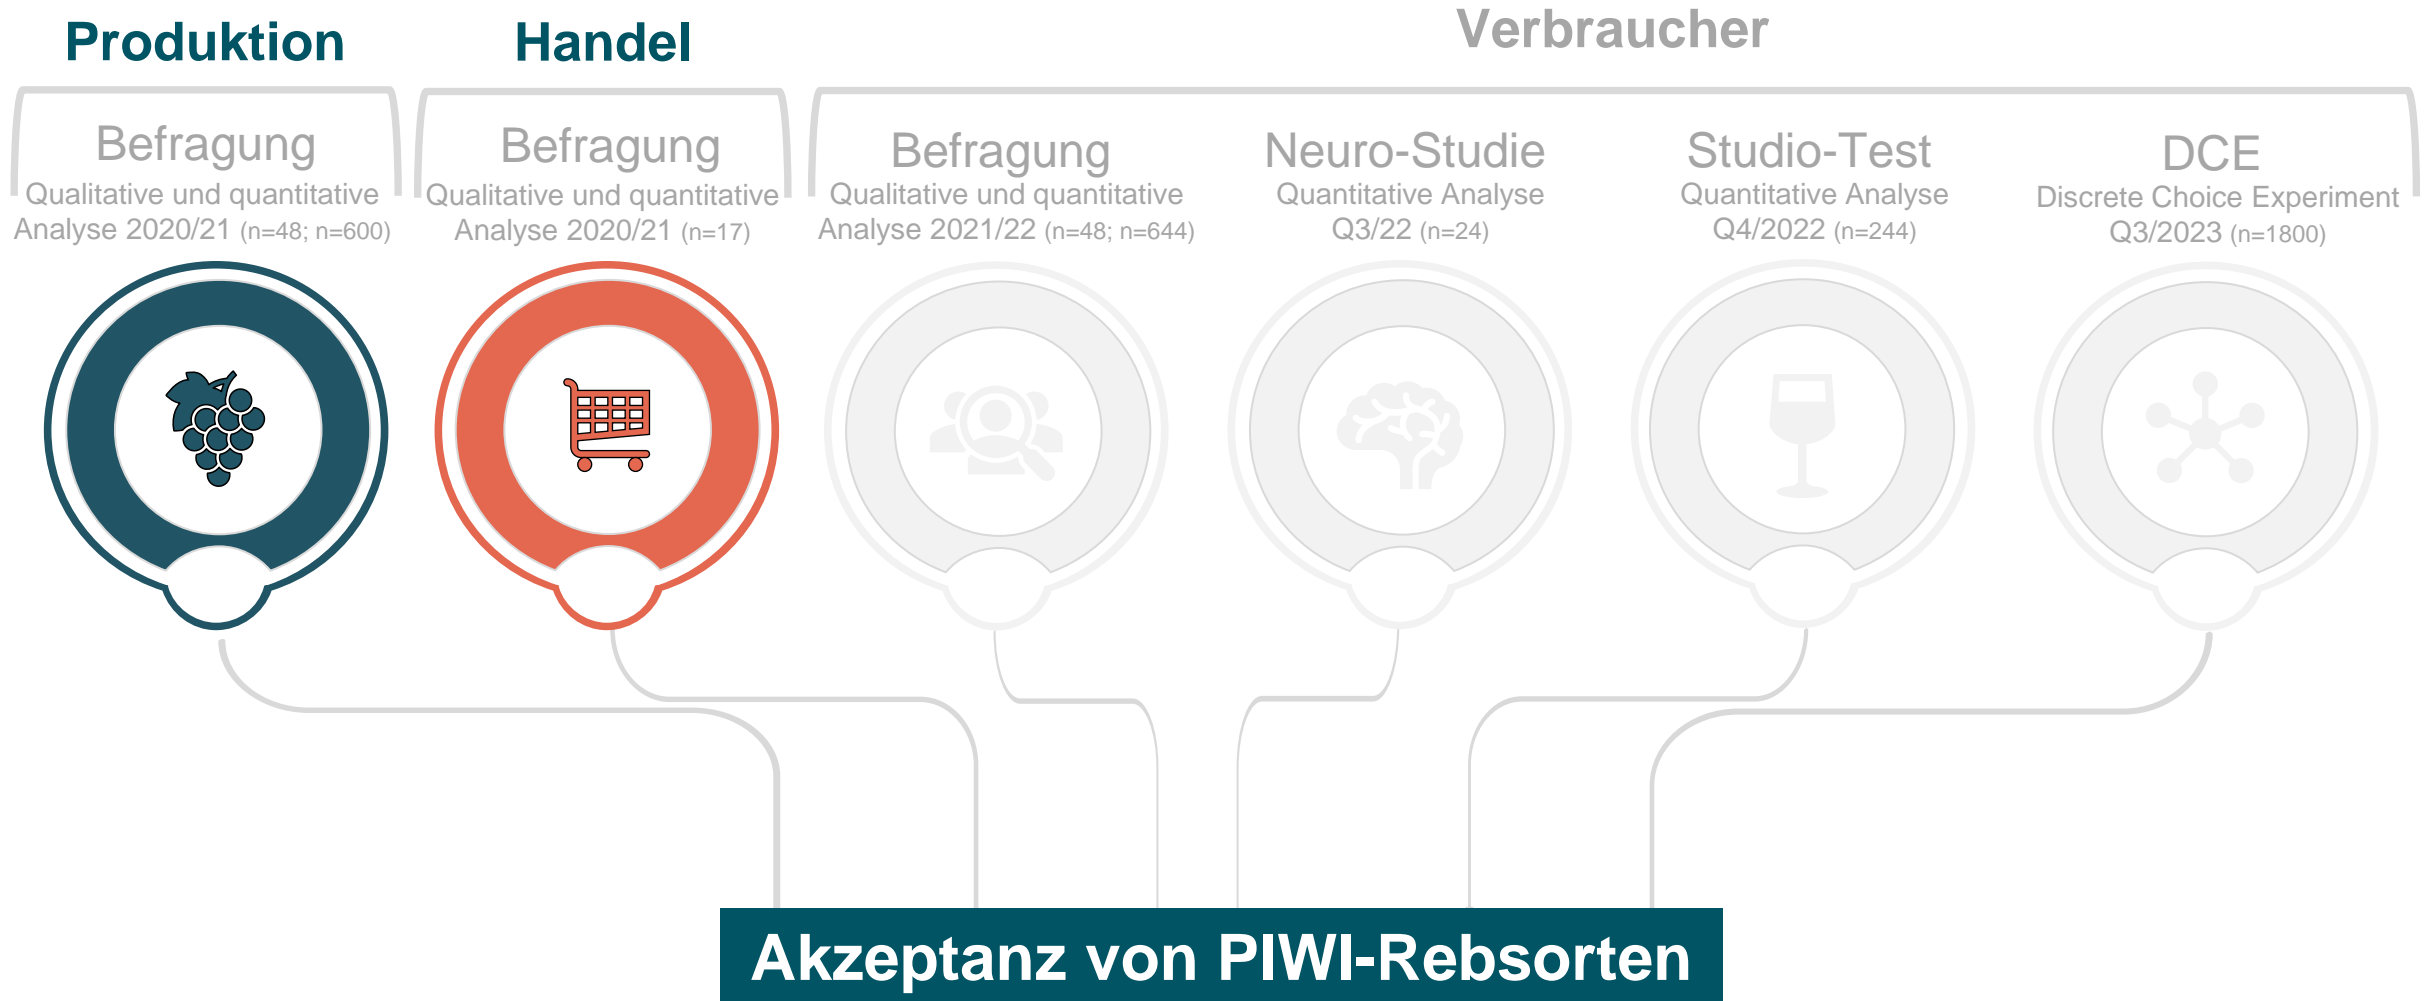 Produktion
Handel
Verbraucher
Befragung
Qualitative und quantitative
Analyse 2020/21 (n=48; n=600)
Befragung
Qualitative und quantitative
Analyse 2020/21 (n=17)
Befragung
Qualitative und quantitative
Analyse 2021/22 (n=48; n=644)
Neuro-Studie
Quantitative Analyse
Q3/22 (n=24)
Studio-Test
Quantitative Analyse
Q4/2022 (n=244)
DCE
Discrete Choice Experiment
Q3/2023 (n=1800)
Akzeptanz von PIWI-Rebsorten